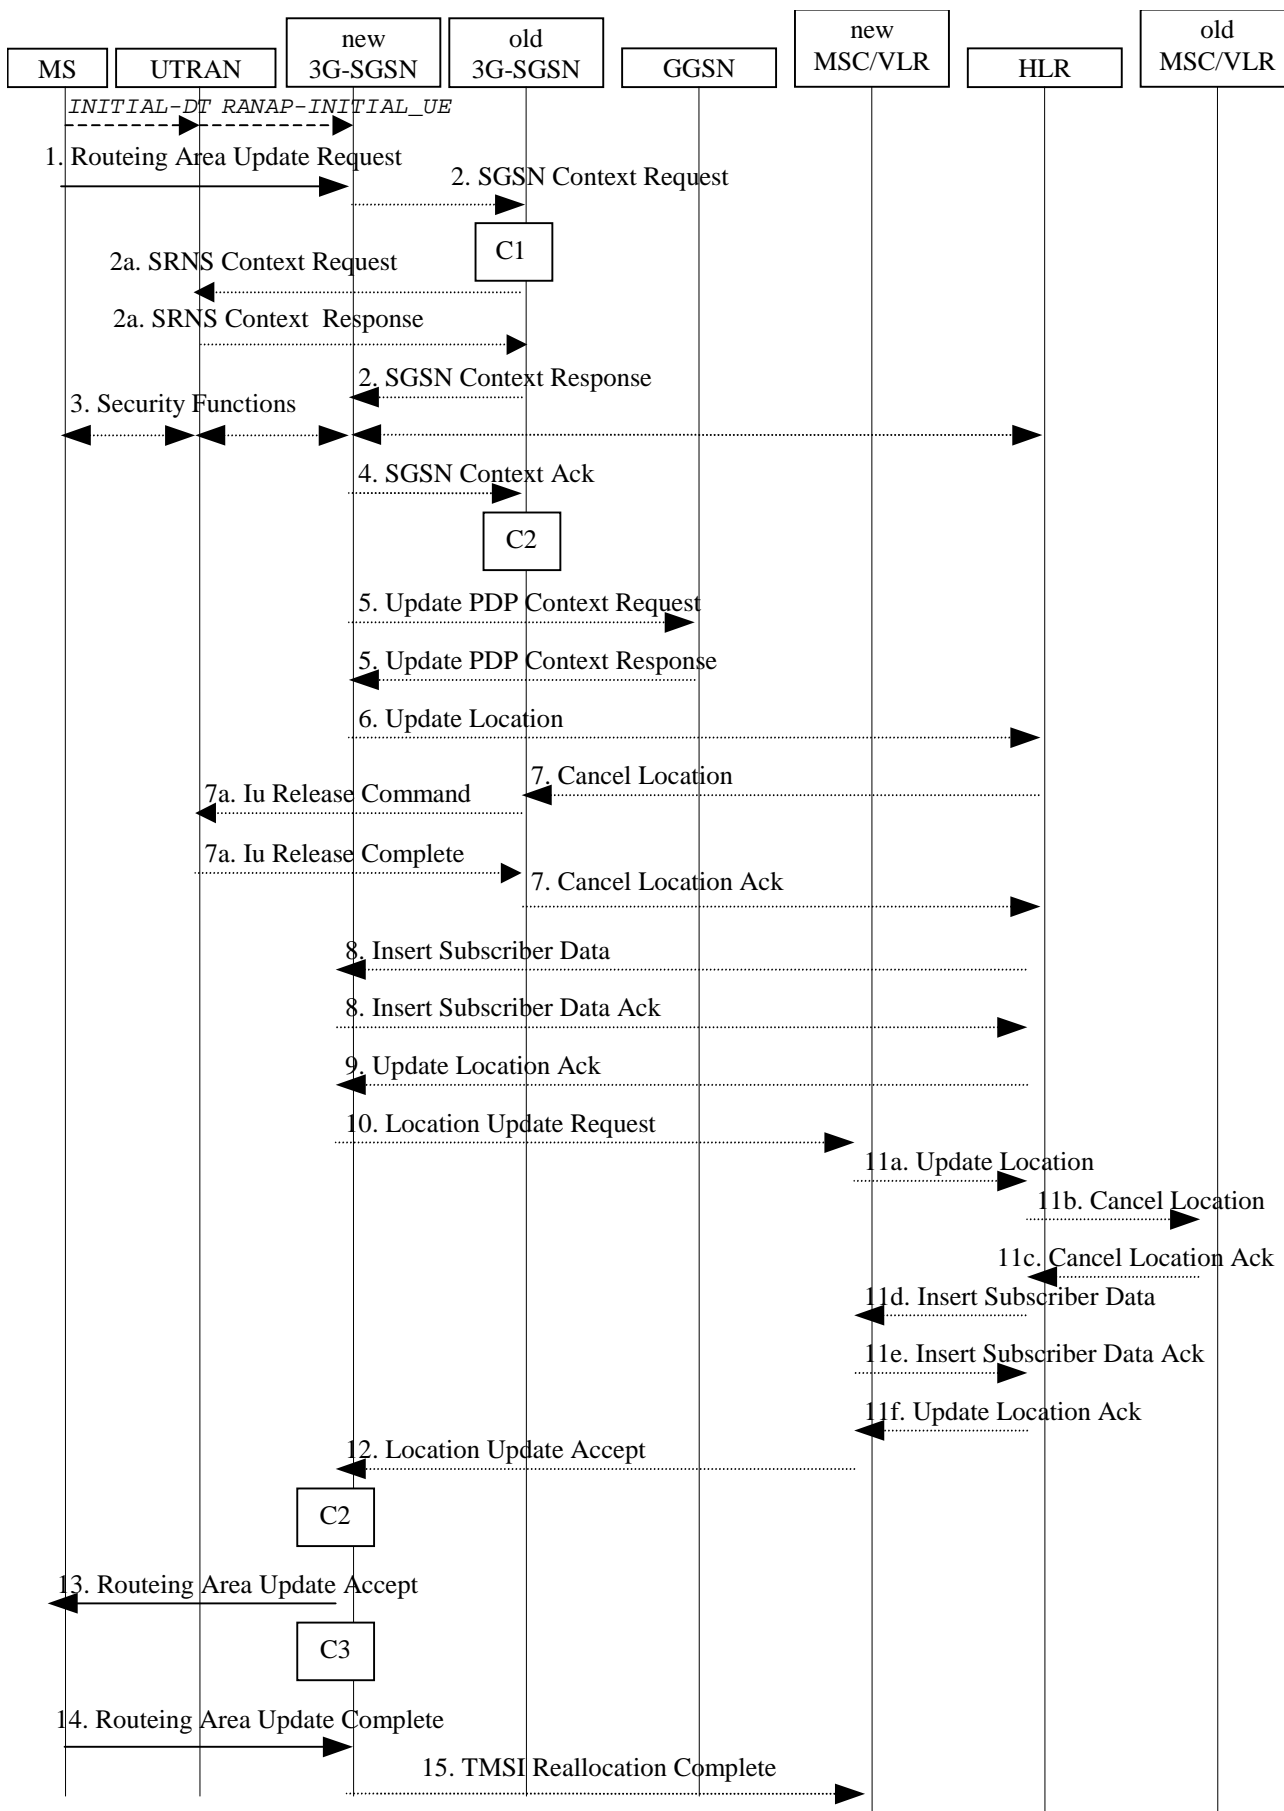 new
old
new
old
MS
UTRAN
3G-SGSN
3G-SGSN
GGSN
MSC/VLR
HLR
MSC/VLR
INITIAL-DT RANAP-INITIAL_UE
1. Routeing Area Update Request
2. SGSN Context Request
C1
2a. SRNS Context Request
2a. SRNS Context Response
2. SGSN Context Response
3. Security Functions
4. SGSN Context Ack
C2
5. Update PDP Context Request
5. Update PDP Context Response
6. Update Location
7. Cancel Location
7a. Iu Release Command
7a. Iu Release Complete
7. Cancel Location Ack
8. Insert Subscriber Data
8. Insert Subscriber Data Ack
9. Update Location Ack
10. Location Update Request
11a. Update Location
11b. Cancel Location
11c. Cancel Location Ack
11d. Insert Subscriber Data
11e. Insert Subscriber Data Ack
11f. Update Location Ack
12. Location Update Accept
C2
13. Routeing Area Update Accept
C3
14. Routeing Area Update Complete
15. TMSI Reallocation Complete